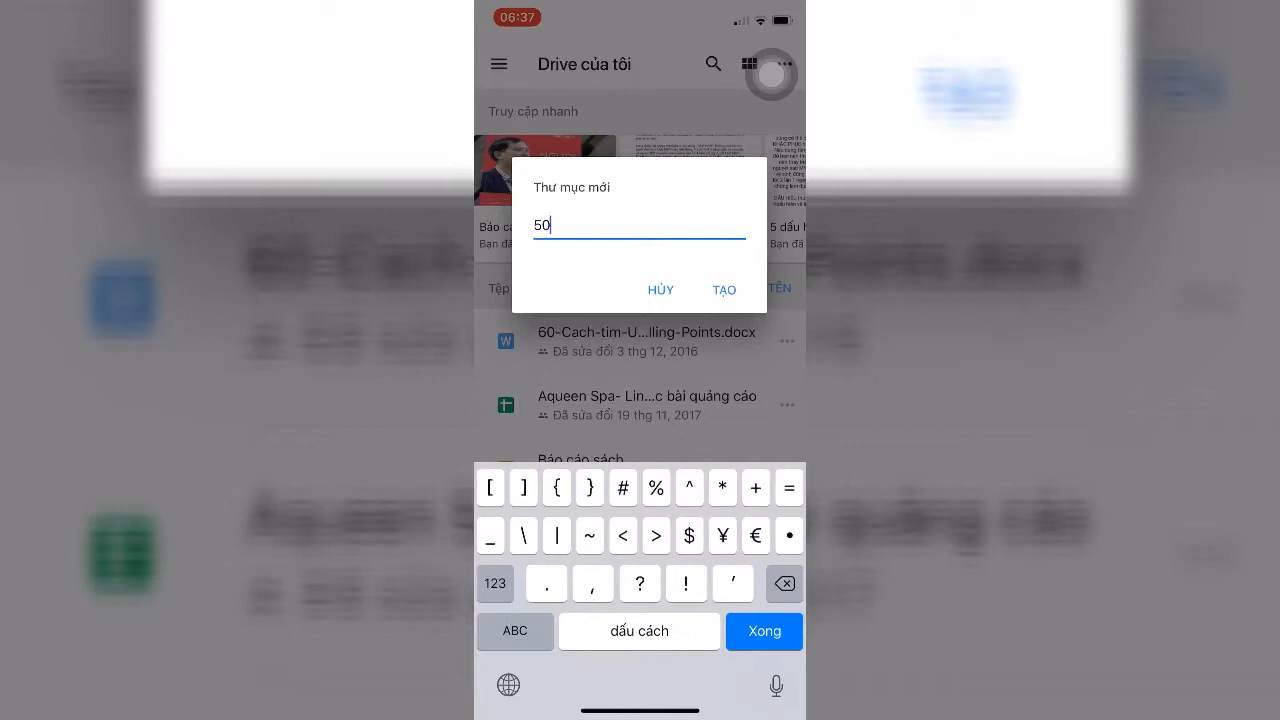 06:37
Drive của tôi
Truy cập nhanh
Thư mục mới
50
HỦY TẠO
TÊN
Báo c
Bạn đã
5 dấu h
Bạn đã
Tệp
60-Cach-tim-U...lling-Points.docx
Đã sửa đổi 3 thg 12, 2016
Aqueen Spa- Lin...c bài quảng cáo
Đã sửa đổi 19 thg 11, 2017
Báo cáo sách
[ ] { } # % ^ * + =
_ \ | ~ < > $ ¥ € •
123 . , ? ! ’
ABC dấu cách Xong